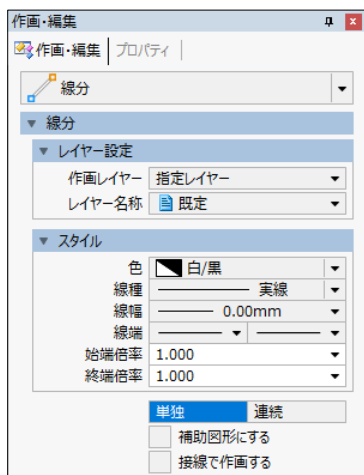 作画・編集
作画・編集 プロパティ
線分
線分
レイヤー設定
作画レイヤー 指定レイヤー
レイヤー名称 既定
スタイル
色 白/黒
線種 実線
線幅 0.00mm
線端
始端倍率 1.000
終端倍率 1.000
単独 連続
補助図形にする
接線で作画する